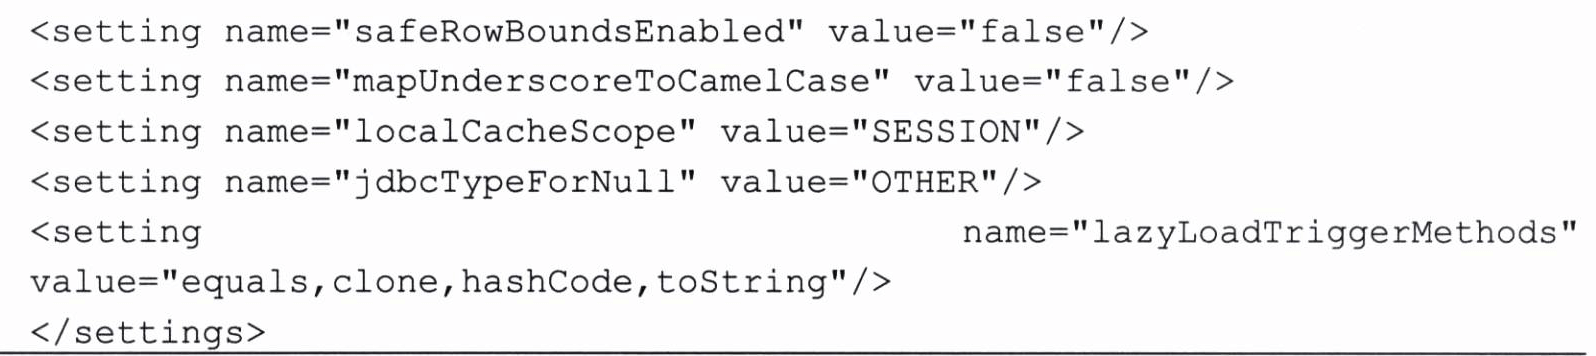 <setting name="safeRowBoundsEnabled" value="false"/>
<setting name="mapUnderscoreToCamelCase" value="false"/>
<setting name="localCacheScope" value="SESSION"/>
<setting name="jdbcTypeForNull" value="OTHER"/>
<setting name="lazyLoadTriggerMethods"
value="equals,clone,hashCode,toString"/>
</settings>